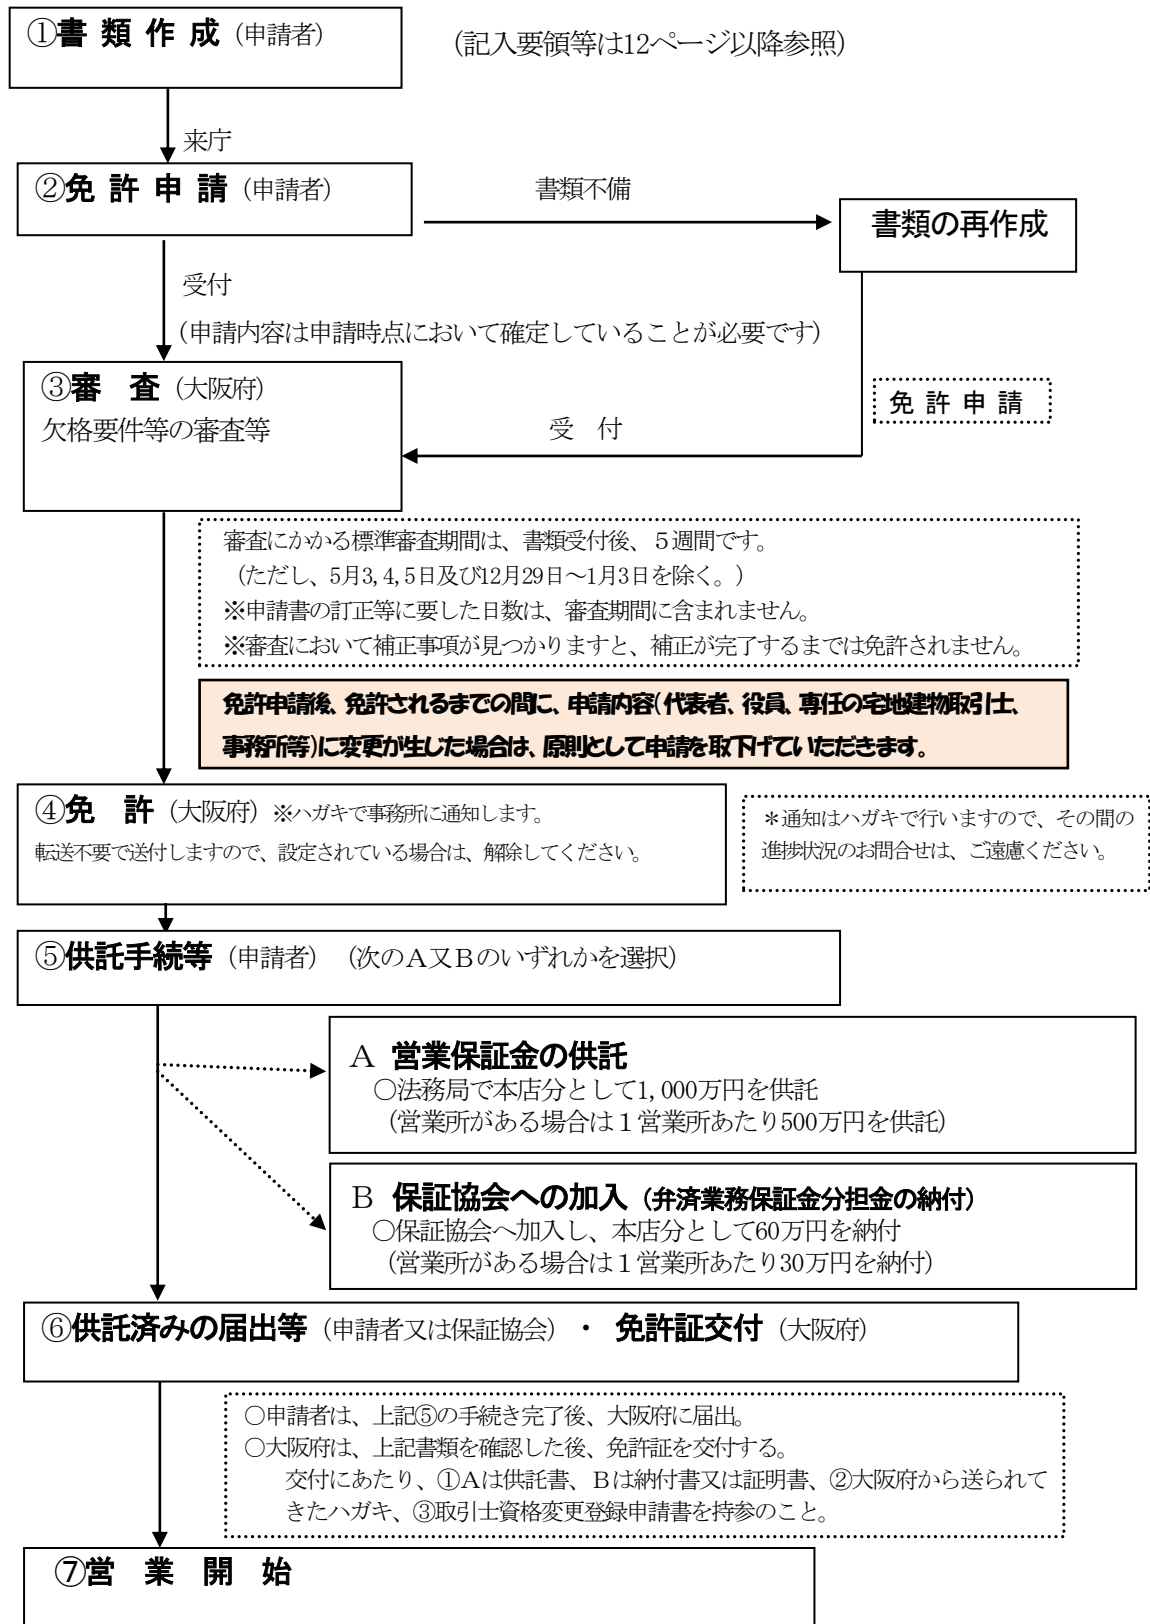 ①書 類 作 成（申請者）
（記入要領等は12ページ以降参照）
来庁
②免 許 申 請（申請者）
書類不備
書類の再作成
受付
（申請内容は申請時点において確定していることが必要です）
③審　査（大阪府）
欠格要件等の審査等
免 許 申 請
受　付
審査にかかる標準審査期間は、書類受付後、５週間です。
（ただし、5月3,4,5日及び12月29日～1月3日を除く。）
※申請書の訂正等に要した日数は、審査期間に含まれません。
※審査において補正事項が見つかりますと、補正が完了するまでは免許されません。
免許申請後、免許されるまでの間に、申請内容（代表者、役員、専任の宅地建物取引士、
事務所等）に変更が生じた場合は、原則として申請を取下げていただきます。
④免　許（大阪府）※ハガキで事務所に通知します。
転送不要で送付しますので、設定されている場合は、解除してください。
＊通知はハガキで行いますので、その間の
進捗状況のお問合せは、ご遠慮ください。
⑤供託手続等（申請者）（次のＡ又Ｂのいずれかを選択）
Ａ 営業保証金の供託
○法務局で本店分として1,000万円を供託
（営業所がある場合は１営業所あたり500万円を供託）
Ｂ 保証協会への加入（弁済業務保証金分担金の納付）
○保証協会へ加入し、本店分として60万円を納付
（営業所がある場合は１営業所あたり30万円を納付）
⑥供託済みの届出等（申請者又は保証協会）・ 免許証交付（大阪府）
○申請者は、上記⑤の手続き完了後、大阪府に届出。
○大阪府は、上記書類を確認した後、免許証を交付する。
交付にあたり、①Ａは供託書、Ｂは納付書又は証明書、②大阪府から送られて
きたハガキ、③取引士資格変更登録申請書を持参のこと。
⑦営　業　開　始